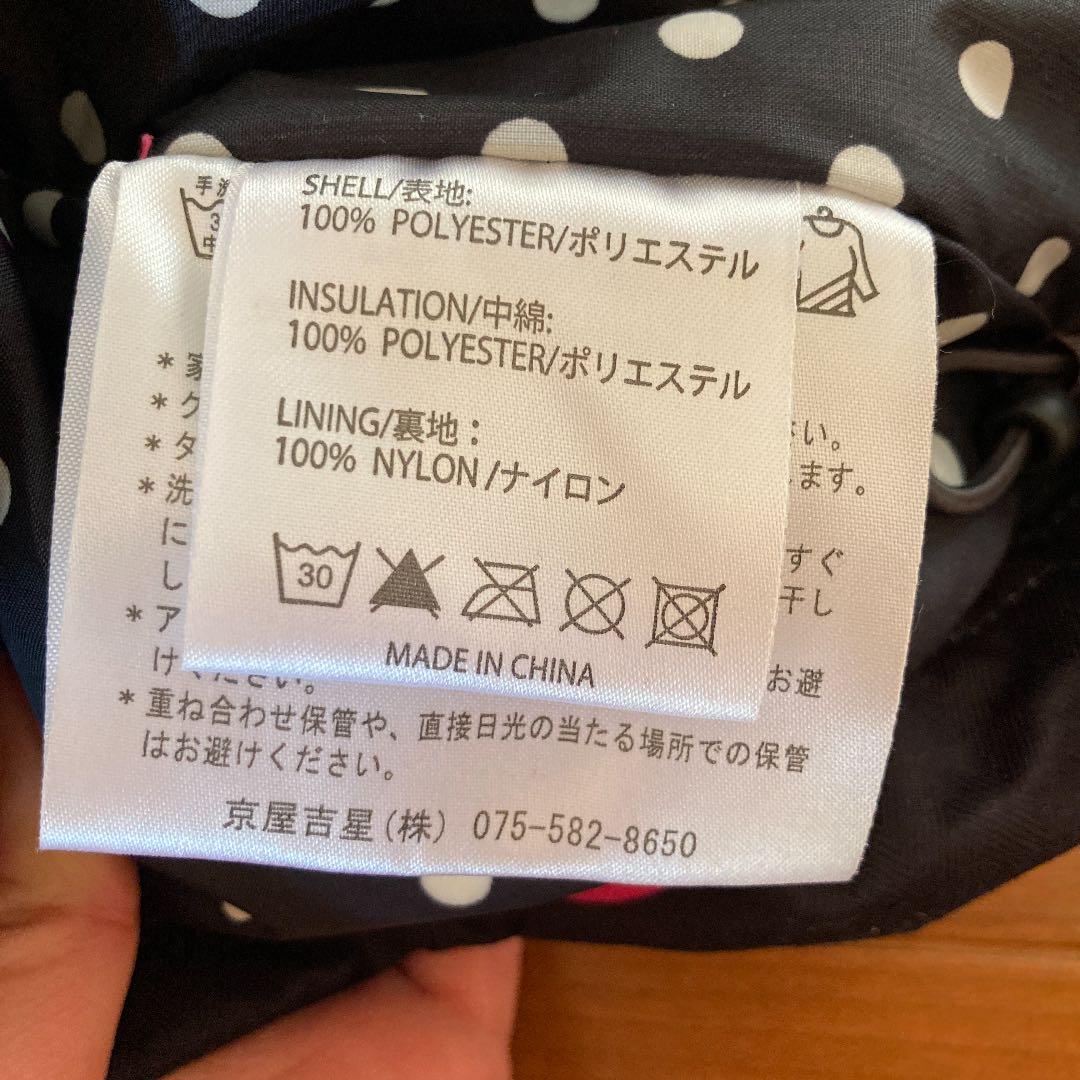 手洗
SHELL/表地:
100% POLYESTER/ポリエステル
INSULATION/中綿:
100% POLYESTER/ポリエステル
LINING/裏地:
100% NYLON/ナイロン
30
MADE IN CHINA
中
*
*ク
*タ
*洗
に
し
*ア
い。
ます。
すぐ
干し
お避
けください。
*重ね合わせ保管や、直接日光の当たる場所での保管
はお避けください。
京屋吉星(株) 075-582-8650